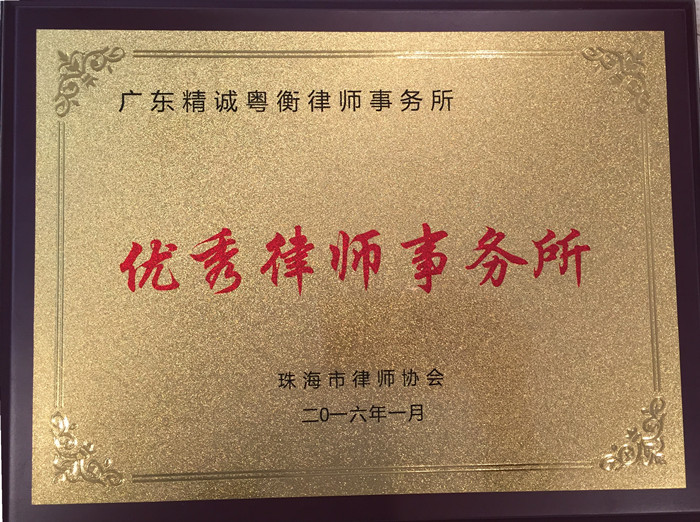 广东精诚粤衡律师事务所
优秀律师事务所
珠海市律师协会
二0一六年一月